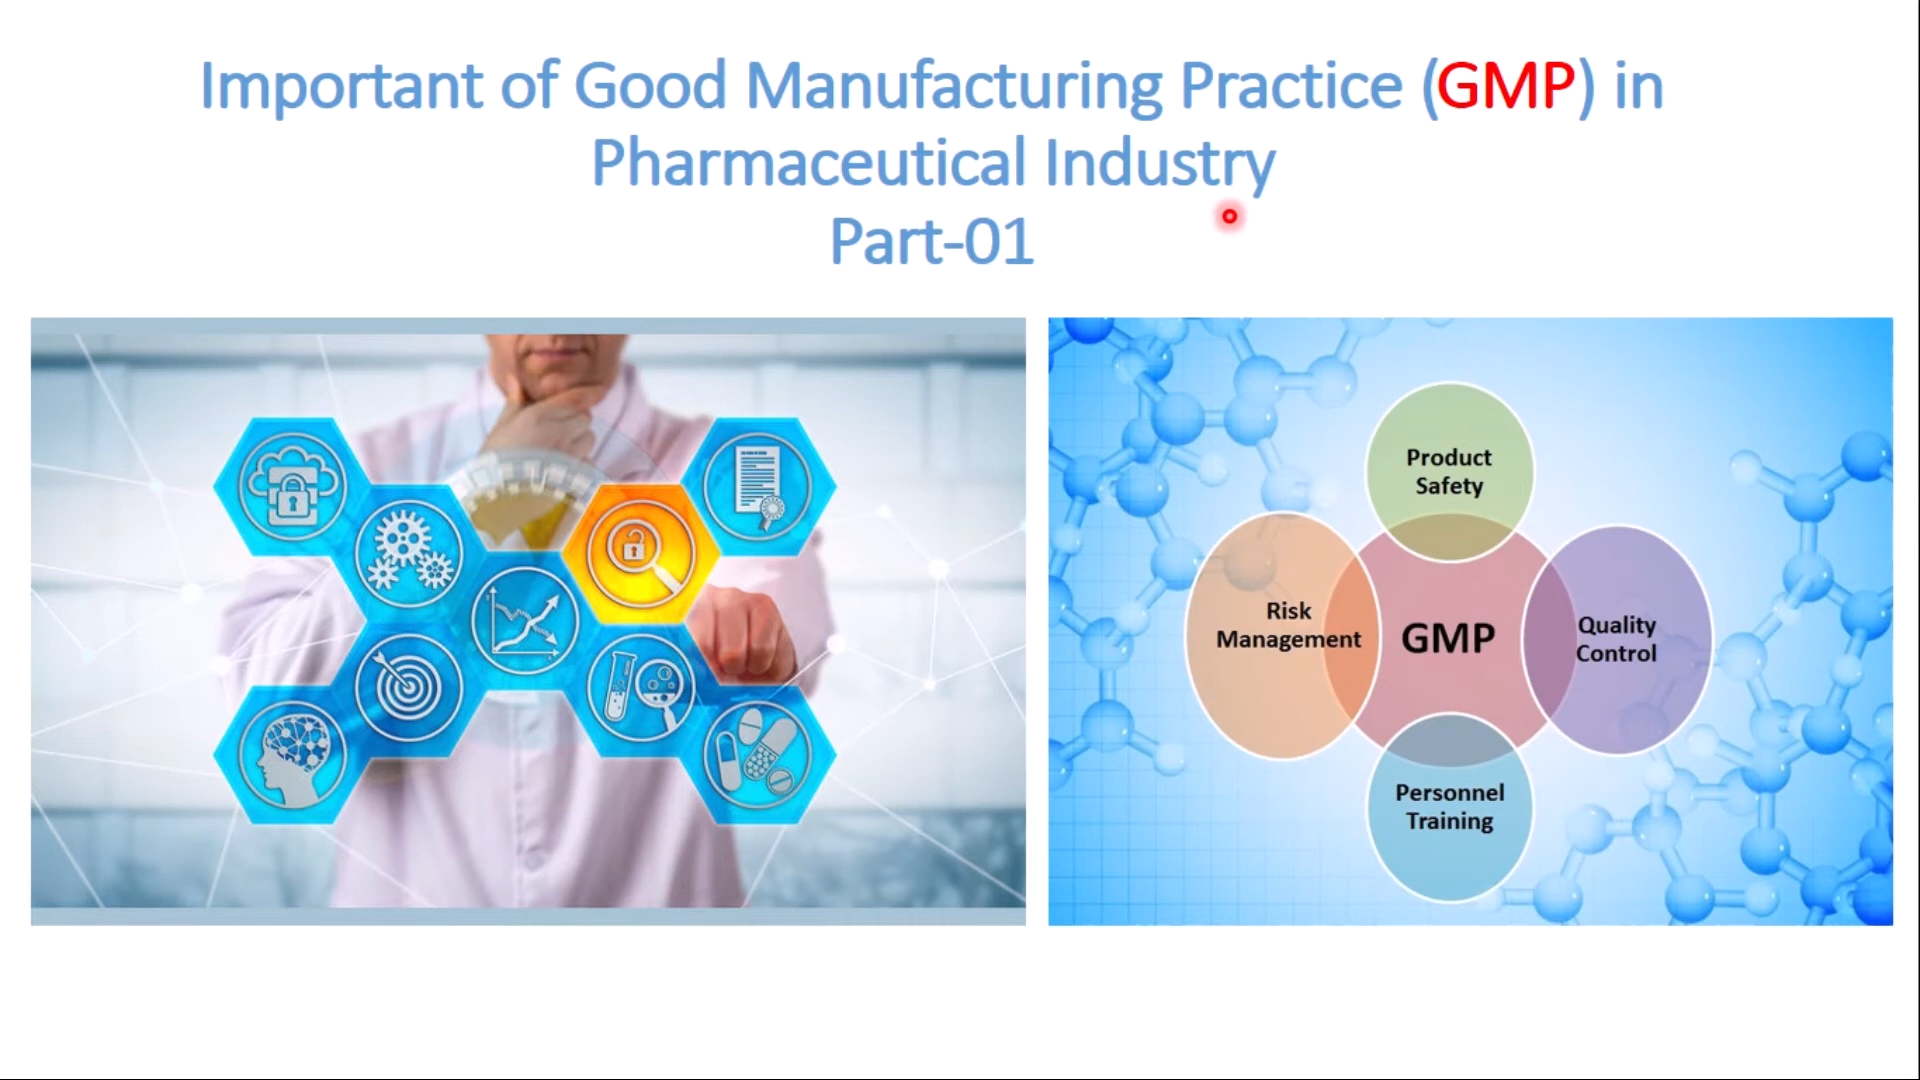 Important of Good Manufacturing Practice (GMP) in
Pharmaceutical Industry
Part-01
Product
Safety
Risk
Management
GMP
Quality
Control
Personnel
Training